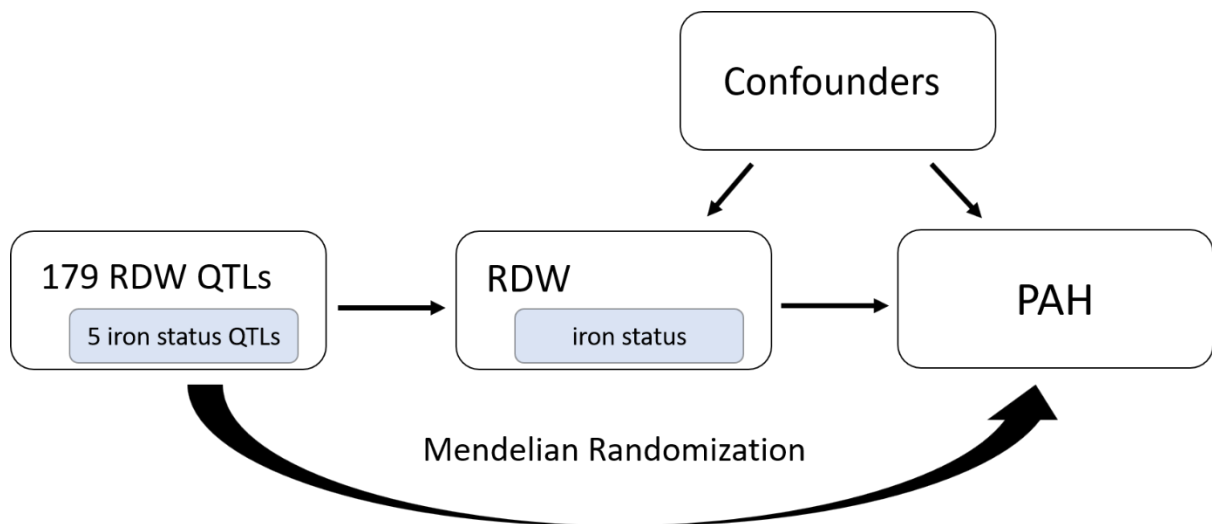 Confounders
179 RDW QTLs
5 iron status QTLs
RDW
iron status
PAH
Mendelian Randomization